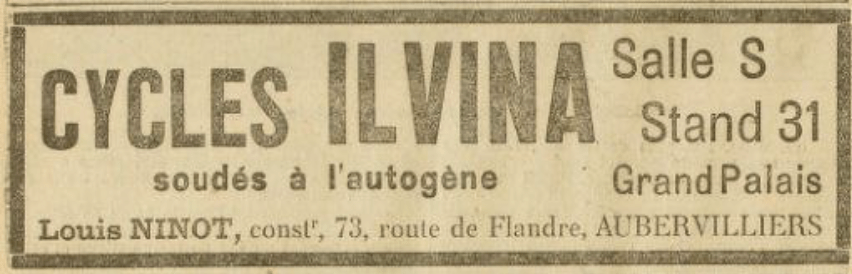 CYCLES ILVINA
soudés à l'autogène
Salle S
Stand 31
Grand Palais
Louis NINOT, constʳ, 73, route de Flandre, AUBERVILLIERS